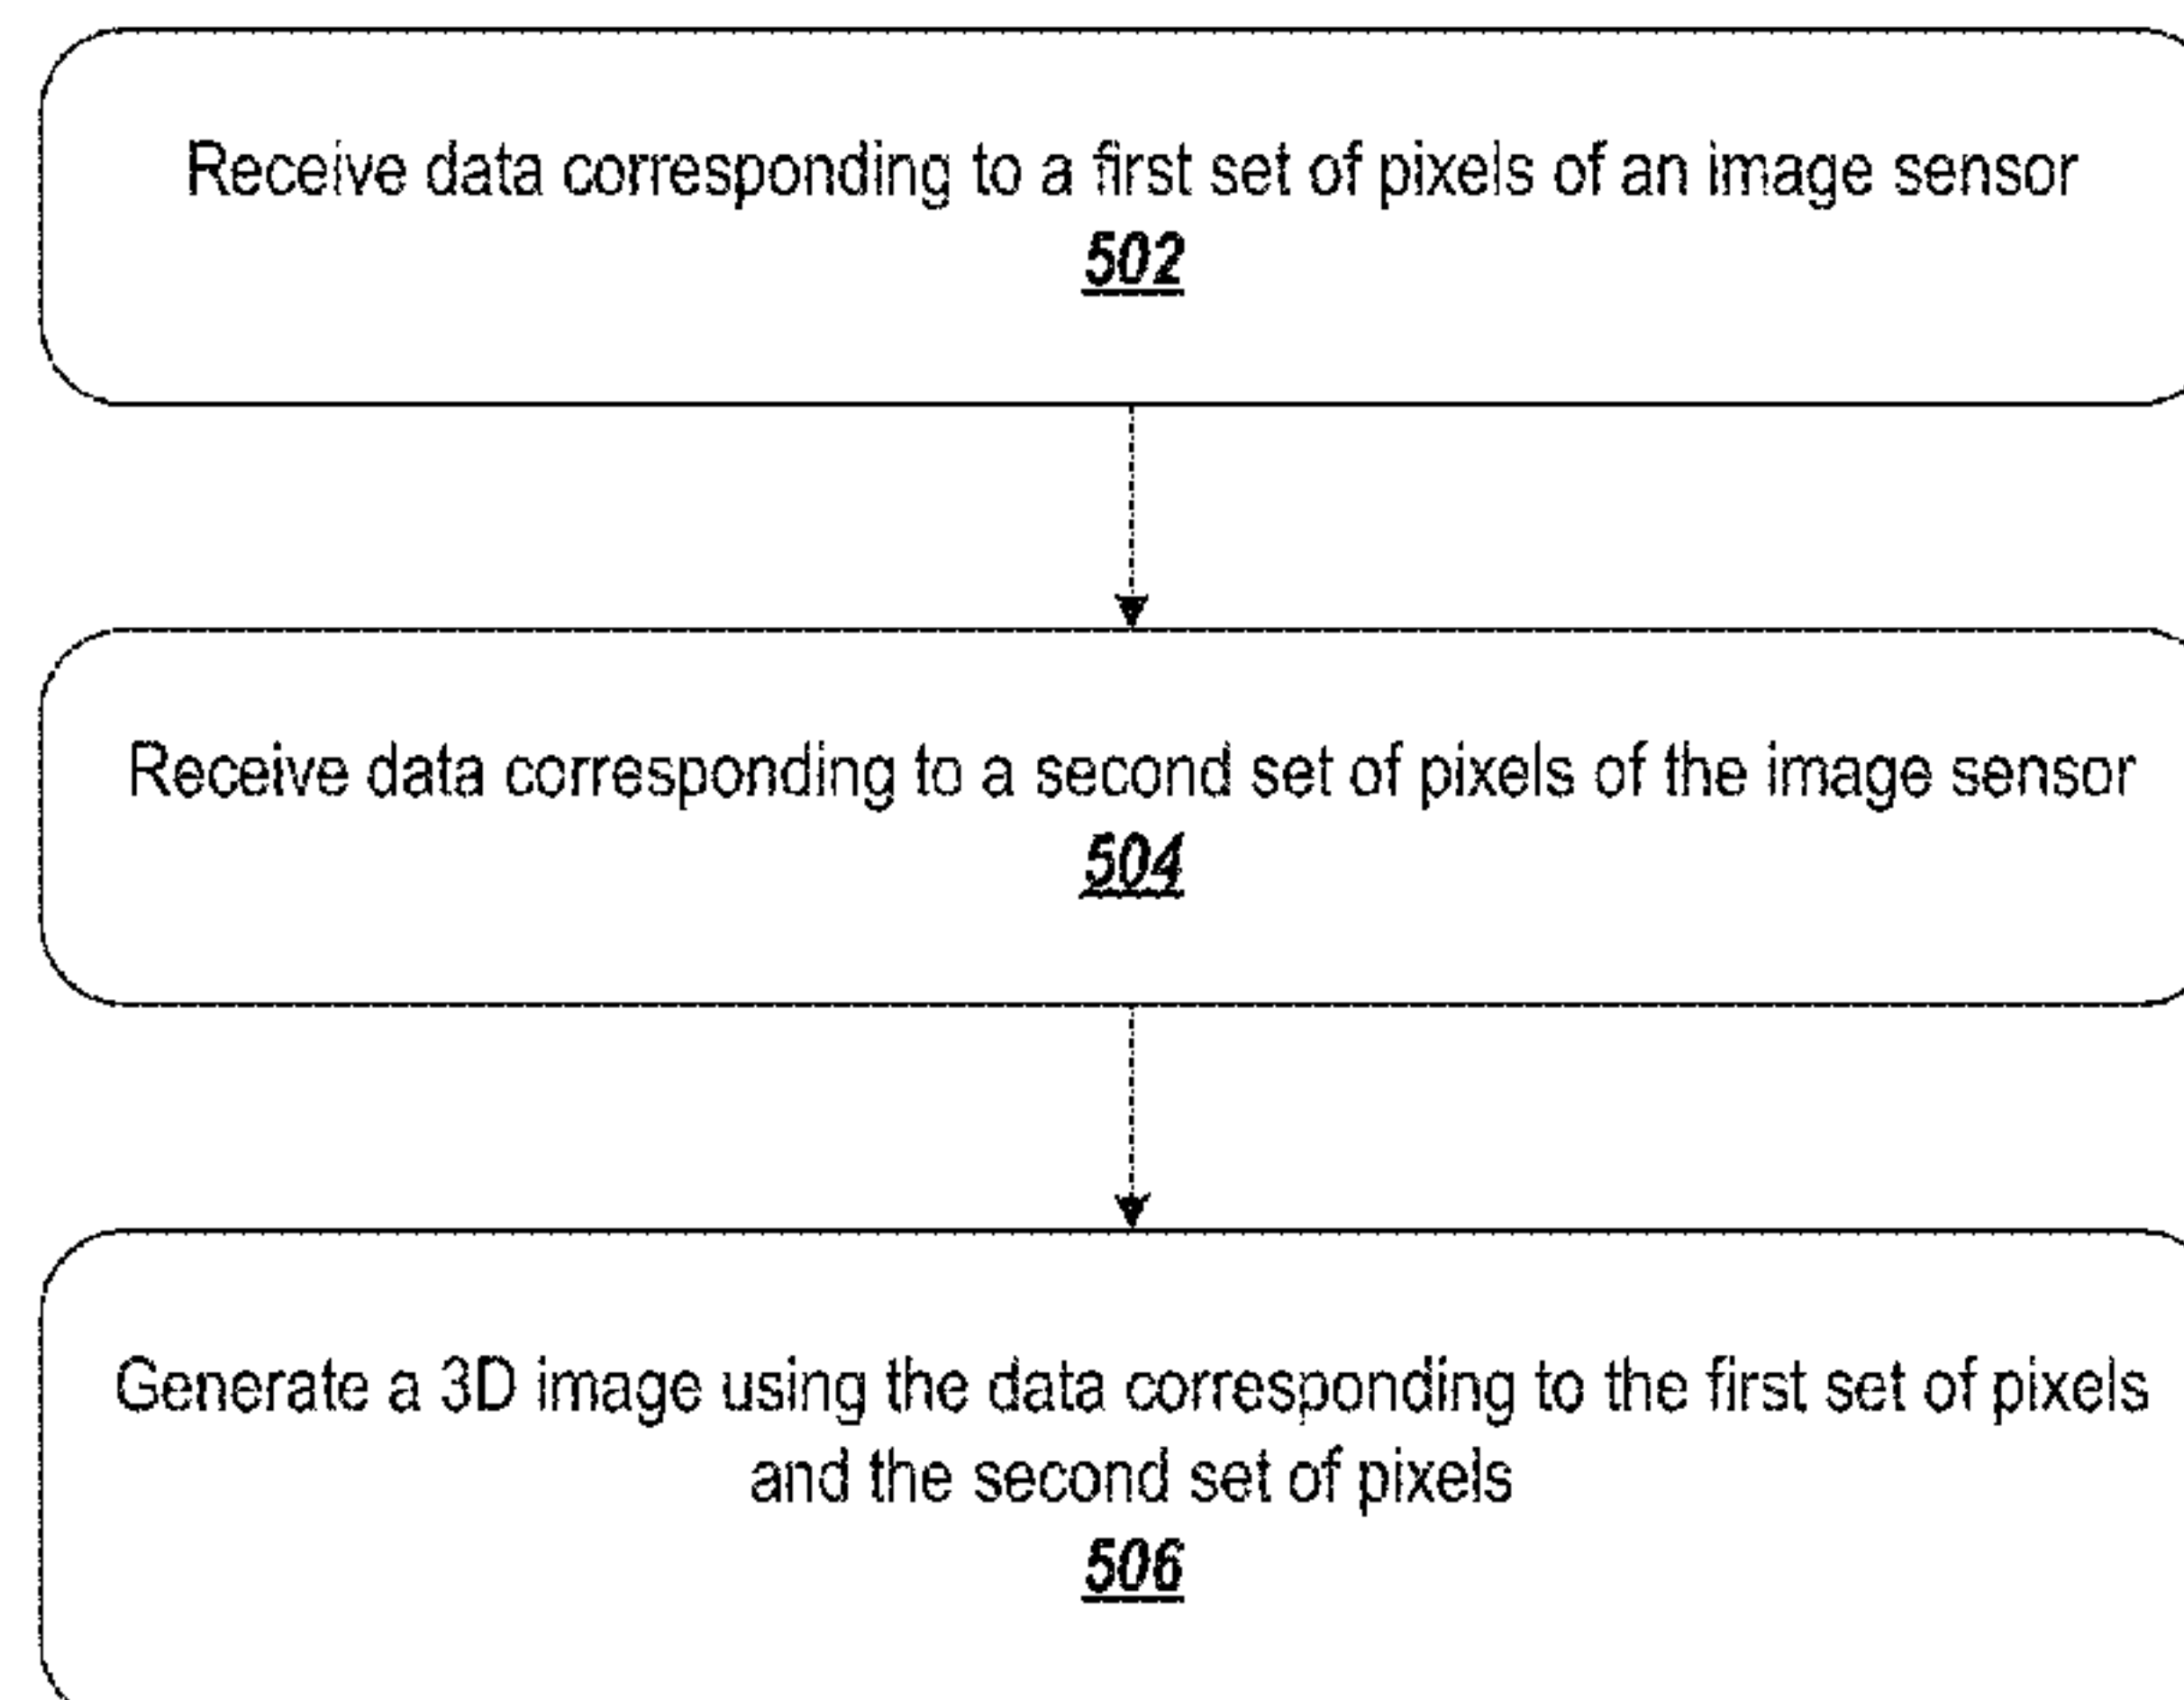 Receive data corresponding to a first set of pixels of an image sensor
502
Receive data corresponding to a second set of pixels of the image sensor
504
Generate a 3D image using the data corresponding to the first set of pixels
and the second set of pixels
506